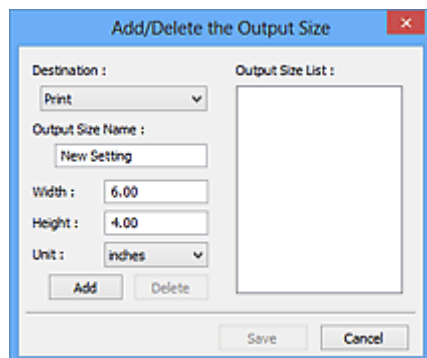 Add/Delete the Output Size
Destination :
Print
Output Size Name :
New Setting
Width : 6.00
Height : 4.00
Unit : inches
Add Delete
Output Size List :
Save Cancel